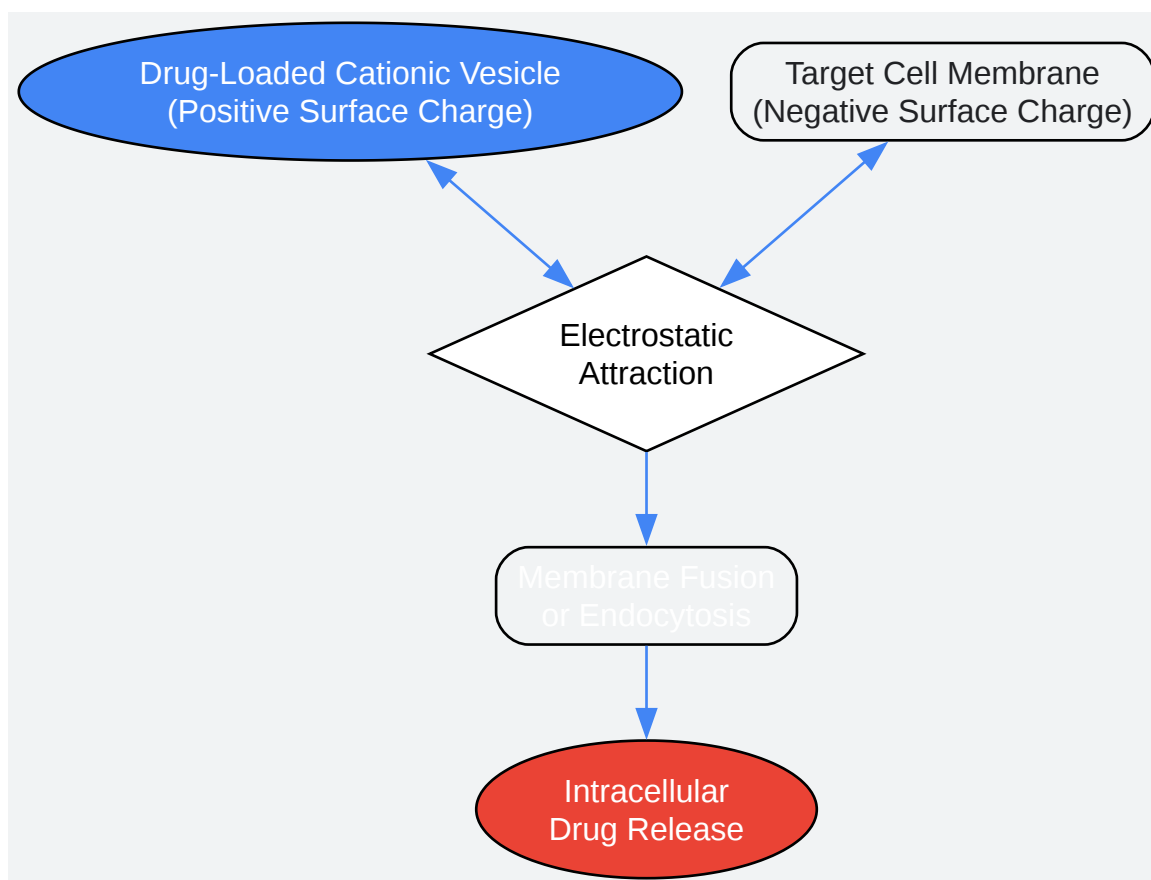 Drug-Loaded Cationic Vesicle
(Positive Surface Charge)
Target Cell Membrane
(Negative Surface Charge)
Electrostatic
Attraction
Membrane Fusion
or Endocytosis
Intracellular
Drug Release